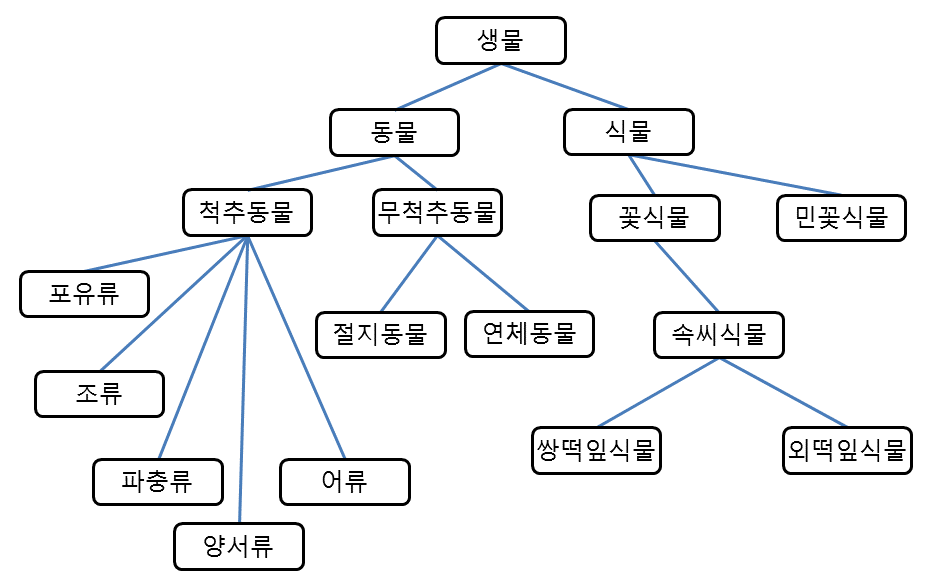 생물
동물
식물
척추동물
무척추동물
꽃식물
민꽃식물
포유류
절지동물
연체동물
속씨식물
조류
쌍떡잎식물
외떡잎식물
파충류
어류
양서류